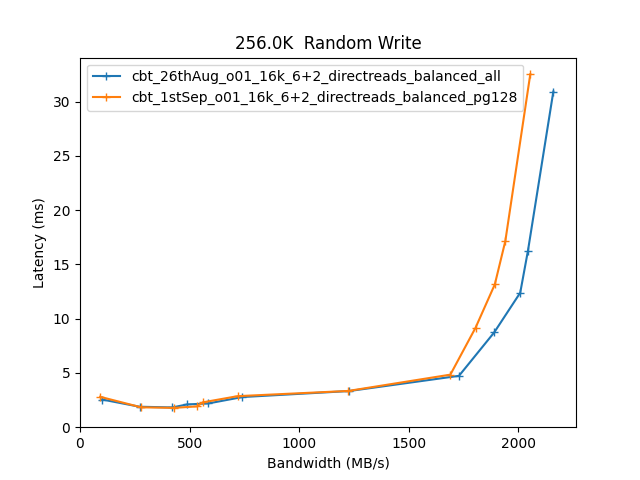 256.0K  Random Write
cbt_26thAug_o01_16k_6+2_directreads_balanced_all
cbt_1stSep_o01_16k_6+2_directreads_balanced_pg128
30
25
20
15
10
5
0
Latency (ms)
0 500 1000 1500 2000
Bandwidth (MB/s)